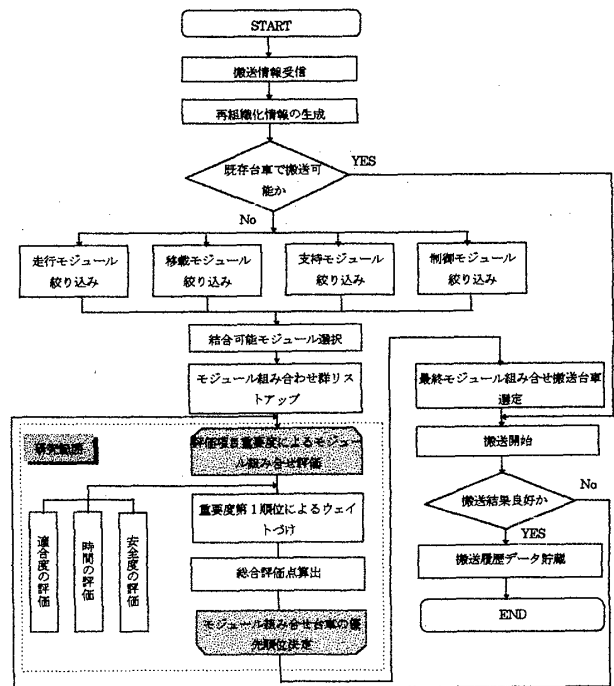 START
搬送情報受信
再組織化情報の生成
既存台車で搬送可
能か
YES
No
走行モジュール
絞り込み
移載モジュール
絞り込み
支持モジュール
絞り込み
制御モジュール
絞り込み
結合可能モジュール選択
モジュール組み合わせ群リス
トアップ
研究範囲
評価項目重要度によるモジュー
ル組み合せ評価
重要度第1順位によるウェイ
トづけ
適合度の評価
時間の評価
安全度の評価
総合評価点算出
モジュール組み合せ台車の優
先順位決定
最終モジュール組み合せ搬送台車
選定
搬送開始
搬送結果良好か
No
YES
搬送履歴データ貯蔵
END